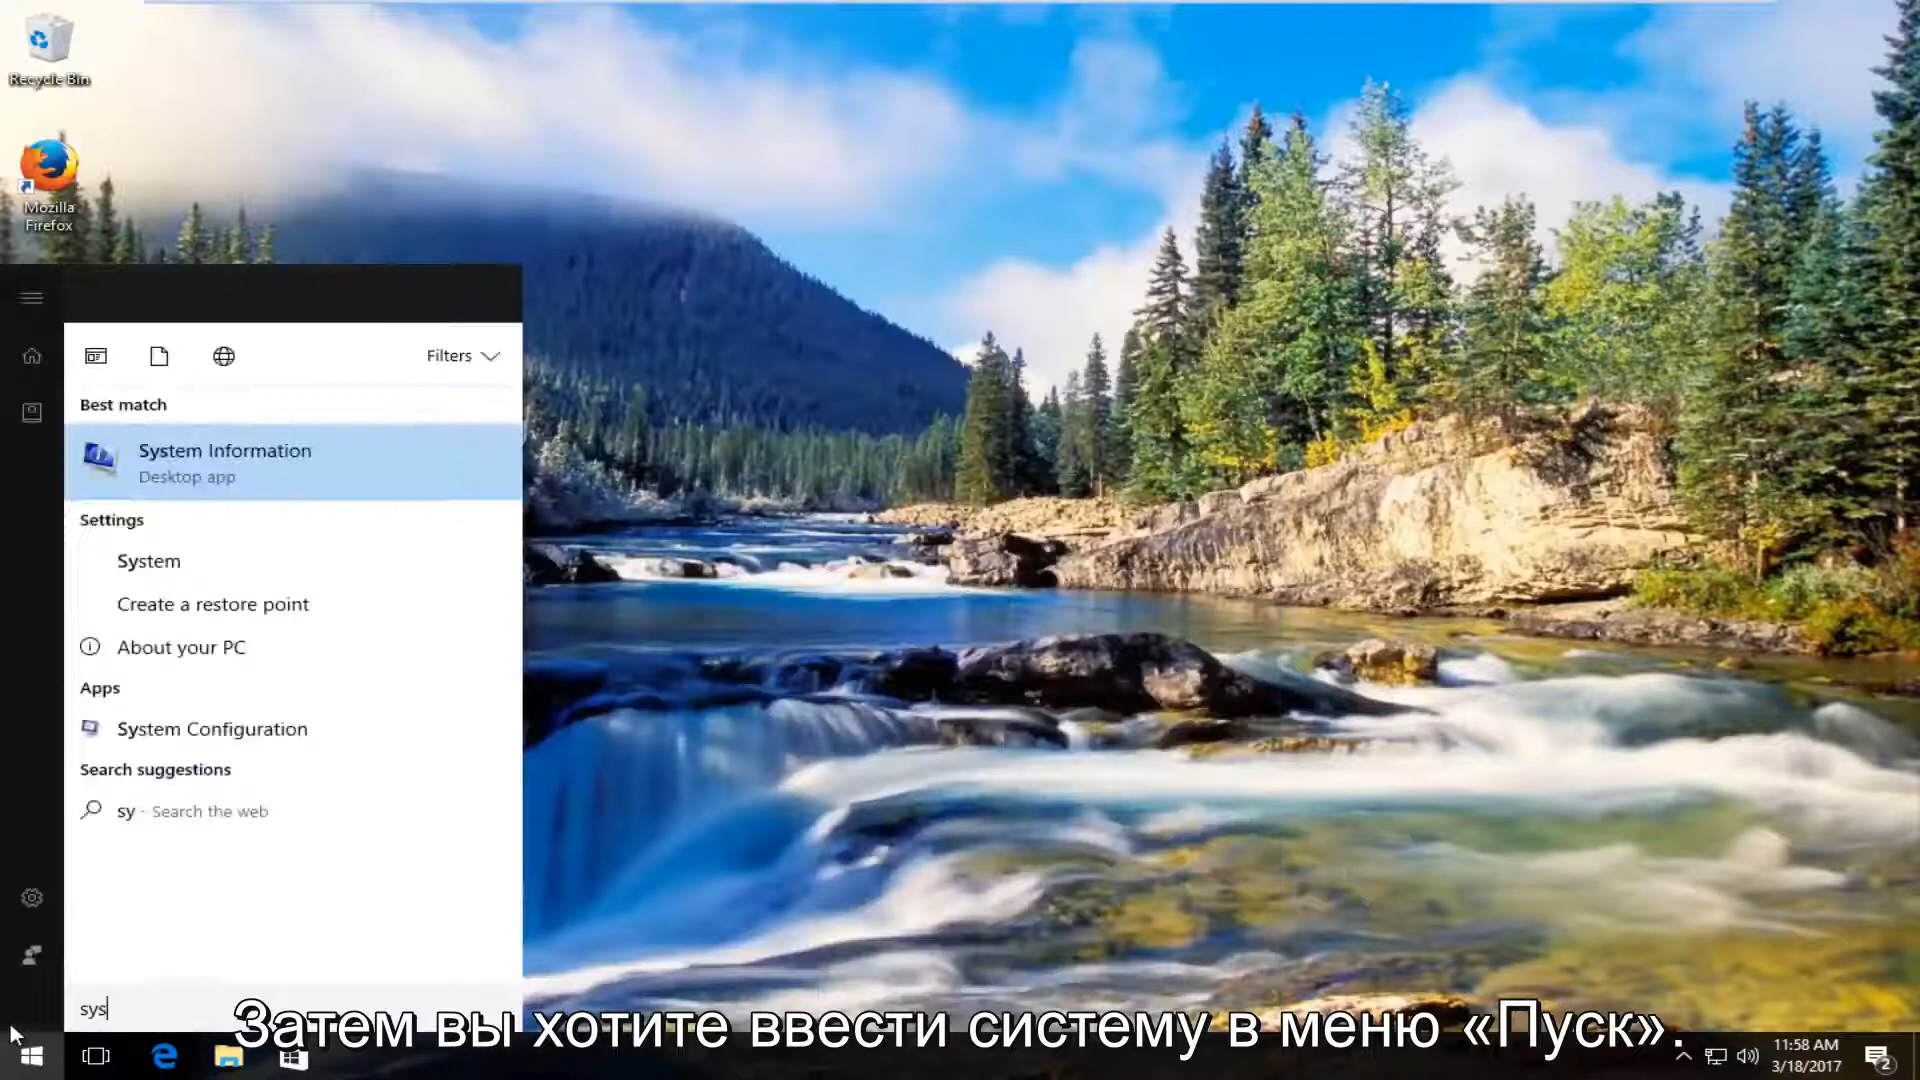 Recycle Bin
Mozilla
Firefox
Filters
Best match
System Information
Desktop app
Settings
System
Create a restore point
About your PC
Apps
System Configuration
Search suggestions
sy - Search the web
sys
Затем вы хотите ввести систему в меню «Пуск».
11:58 AM
3/18/2017
2